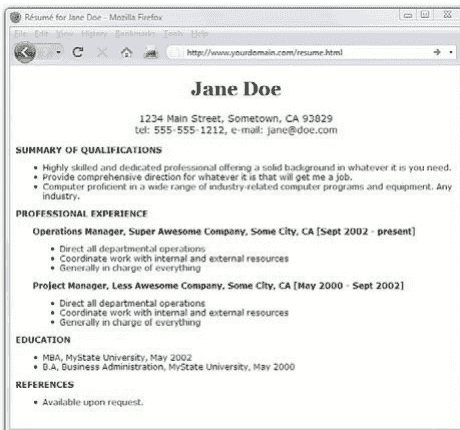 Résumé for Jane Doe - Mozilla Firefox
File Edit View History Bookmarks Tools Help
http://www.yourdomain.com/resume.html
Jane Doe
1234 Main Street, Sometown, CA 93829
tel: 555-555-1212, e-mail: jane@doe.com
SUMMARY OF QUALIFICATIONS
• Highly skilled and dedicated professional offering a solid background in whatever it is you need.
• Provide comprehensive direction for whatever it is that will get me a job.
• Computer proficient in a wide range of industry-related computer programs and equipment. Any
industry.
PROFESSIONAL EXPERIENCE
Operations Manager, Super Awesome Company, Some City, CA [Sept 2002 - present]
• Direct all departmental operations
• Coordinate work with internal and external resources
• Generally in charge of everything
Project Manager, Less Awesome Company, Some City, CA [May 2000 - Sept 2002]
• Direct all departmental operations
• Coordinate work with internal and external resources
• Generally in charge of everything
EDUCATION
• MBA, MyState University, May 2002
• B.A, Business Administration, MyState University, May 2000
REFERENCES
• Available upon request.